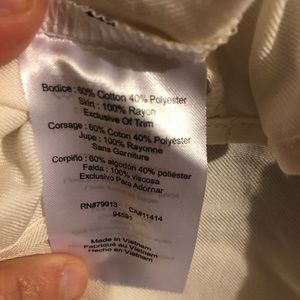 Bodice : 60% Cotton 40% Polyester
Skirt : 100% Rayon
Exclusive Of Trim
Corsage : 60% Coton 40% Polyester
Jupe : 100% Rayonne
Sans Garniture
Corpiño : 60% algodón 40% poliéster
Falda : 100% viscosa
Exclusivo Para Adornar
RN#79913 CA#11414
94591
Made in Vietnam
Fabriqué au Vietnam
Hecho en Vietnam